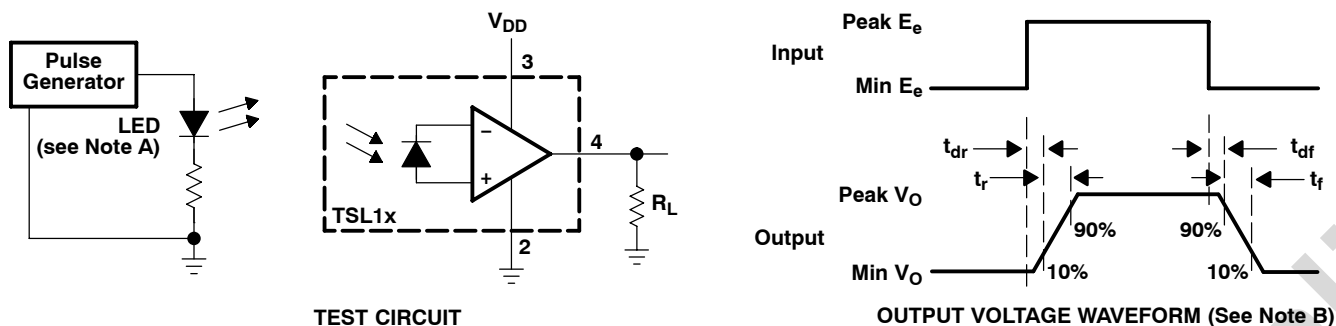 Pulse
Generator
LED
(see Note A)
V_DD
3
−
+
4
R_L
TSL1x
2
TEST CIRCUIT
Input
Peak E_e
Min E_e
t_dr
t_df
t_r
t_f
Peak V_O
90%
90%
Output
10%
10%
Min V_O
OUTPUT VOLTAGE WAVEFORM (See Note B)